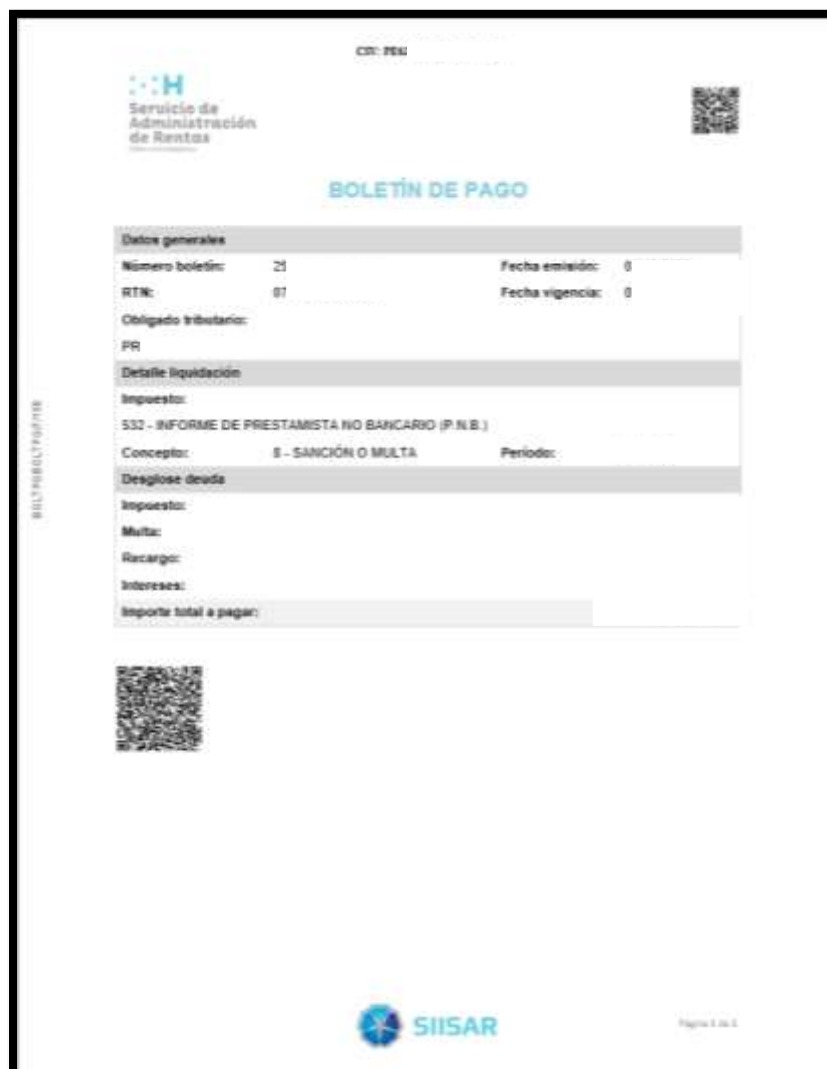 CSV:
H
Servicio de
Administración
de Rentas
BOLETÍN DE PAGO
Datos generales
Número boletín: 25 Fecha emisión: 0
RTN: 07 Fecha vigencia: 0
Obligado tributario:
PR
Detalle liquidación
Impuesto:
532 - INFORME DE PRESTAMISTA NO BANCARIO (P.N.B.)
Concepto: 8 - SANCIÓN O MULTA Período:
Desglose deuda
Impuesto:
Multa:
Recargo:
Intereses:
Importe total a pagar:
SIISAR